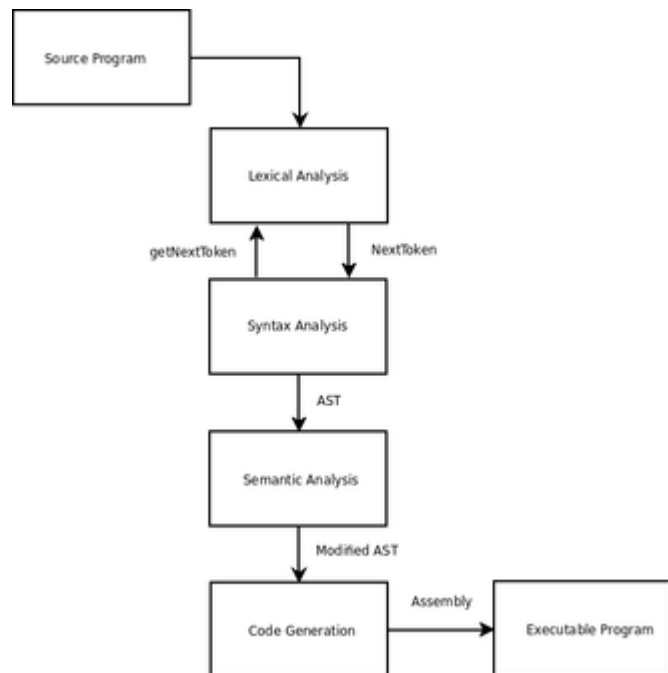 Source Program
Lexical Analysis
getNextToken
NextToken
Syntax Analysis
AST
Semantic Analysis
Modified AST
Code Generation
Assembly
Executable Program